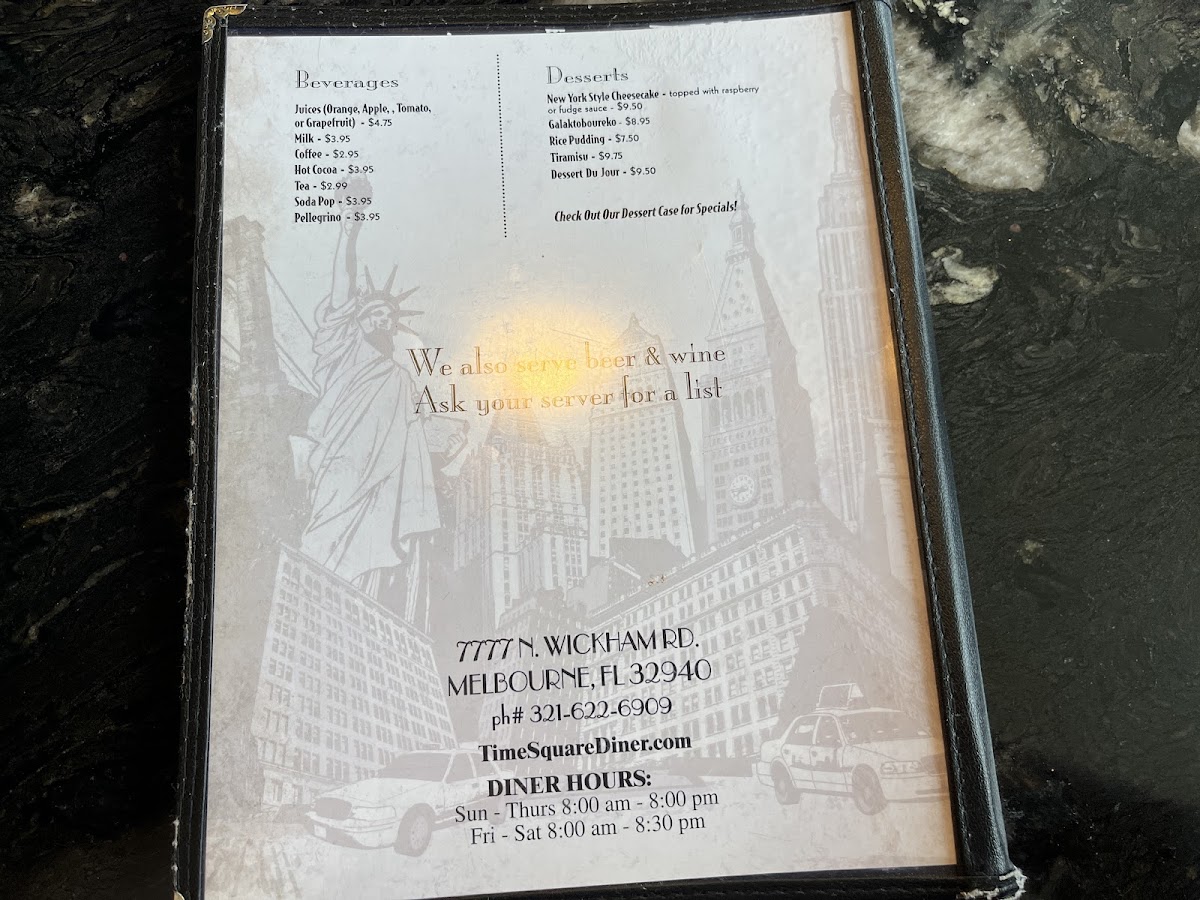 Beverages
Juices (Orange, Apple, , Tomato,
or Grapefruit) - $4.75
Milk - $3.95
Coffee - $2.95
Hot Cocoa - $3.95
Tea - $2.99
Soda Pop - $3.95
Pellegrino - $3.95
Desserts
New York Style Cheesecake - topped with raspberry
or fudge sauce - $9.50
Galaktoboureko - $8.95
Rice Pudding - $7.50
Tiramisu - $9.75
Dessert Du Jour - $9.50
Check Out Our Dessert Case for Specials!
We also serve beer & wine
Ask your server for a list
7777 N. WICKHAM RD.
MELBOURNE, FL 32940
ph# 321-622-6909
TimeSquareDiner.com
DINER HOURS:
Sun - Thurs 8:00 am - 8:00 pm
Fri - Sat 8:00 am - 8:30 pm